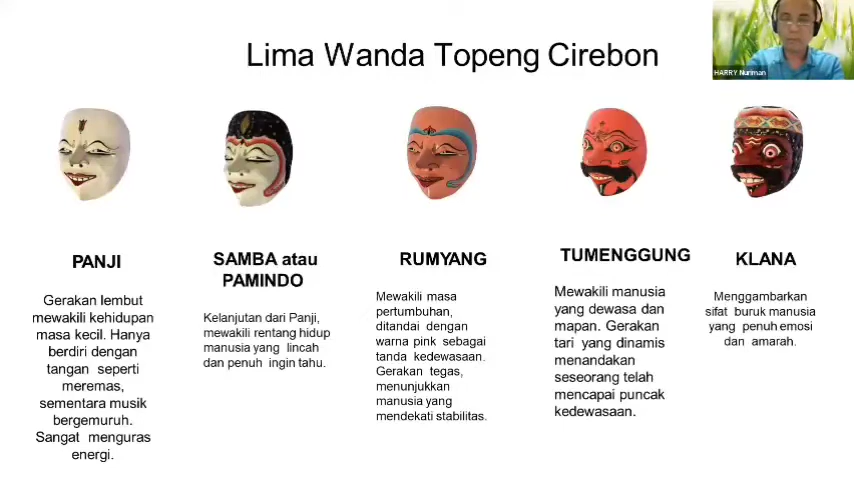 Lima Wanda Topeng Cirebon
HARRY Nuriman
PANJI
Gerakan lembut
mewakili kehidupan
masa kecil. Hanya
berdiri dengan
tangan seperti
meremas,
sementara musik
bergemuruh.
Sangat menguras
energi.
SAMBA atau
PAMINDO
Kelanjutan dari Panji,
mewakili rentang hidup
manusia yang lincah
dan penuh ingin tahu.
RUMYANG
Mewakili masa
pertumbuhan,
ditandai dengan
warna pink sebagai
tanda kedewasaan.
Gerakan tegas,
menunjukkan
manusia yang
mendekati stabilitas.
TUMENGGUNG
Mewakili manusia
yang dewasa dan
mapan. Gerakan
tari yang dinamis
menandakan
seseorang telah
mencapai puncak
kedewasaan.
KLANA
Menggambarkan
sifat buruk manusia
yang penuh emosi
dan amarah.